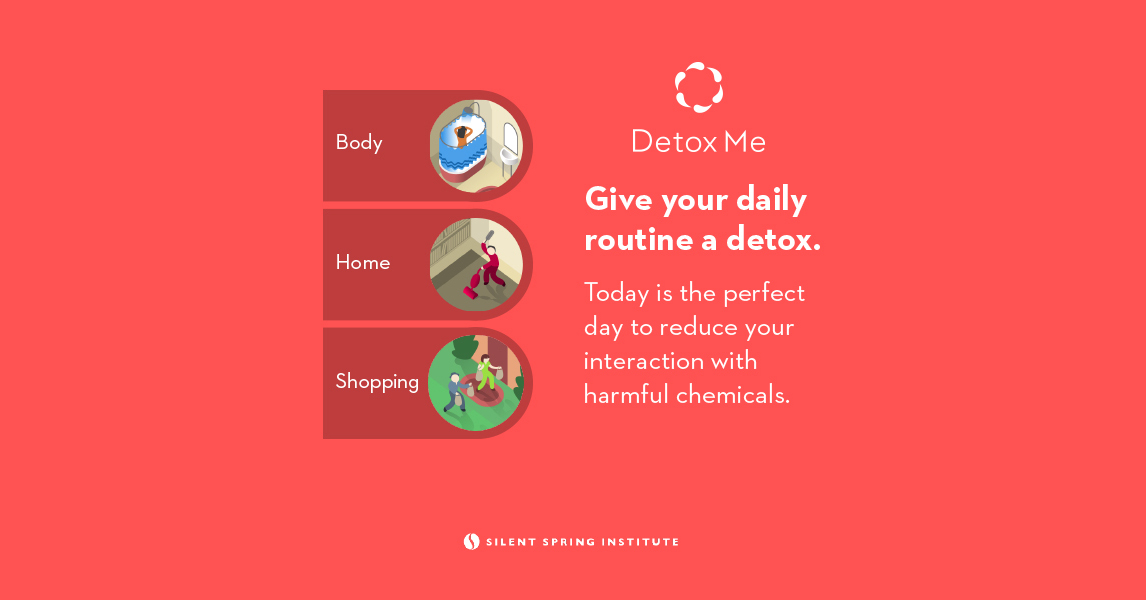 Body
Home
Shopping
Detox Me
Give your daily
routine a detox.
Today is the perfect
day to reduce your
interaction with
harmful chemicals.
SILENT SPRING INSTITUTE